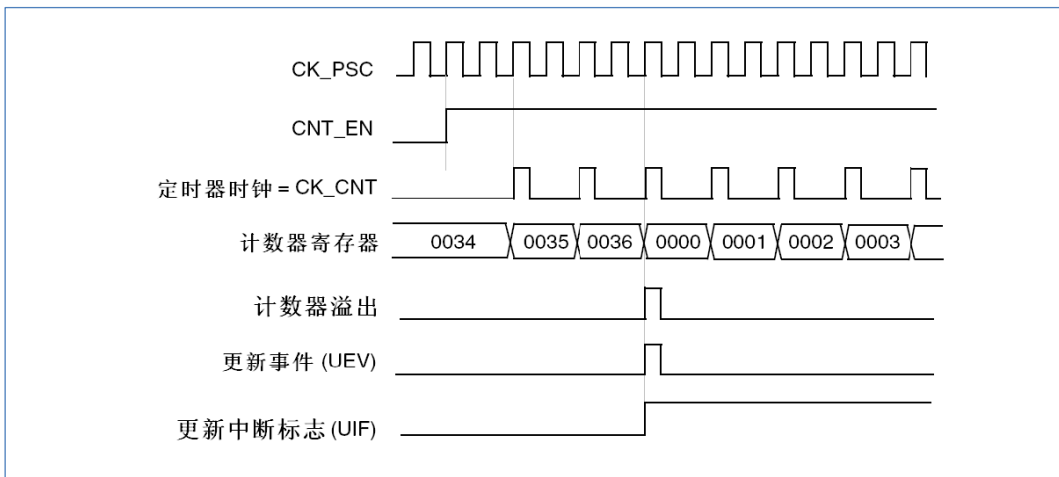 CK_PSC
CNT_EN
定时器时钟 = CK_CNT
计数器寄存器 0034 0035 0036 0000 0001 0002 0003
计数器溢出
更新事件 (UEV)
更新中断标志 (UIF)